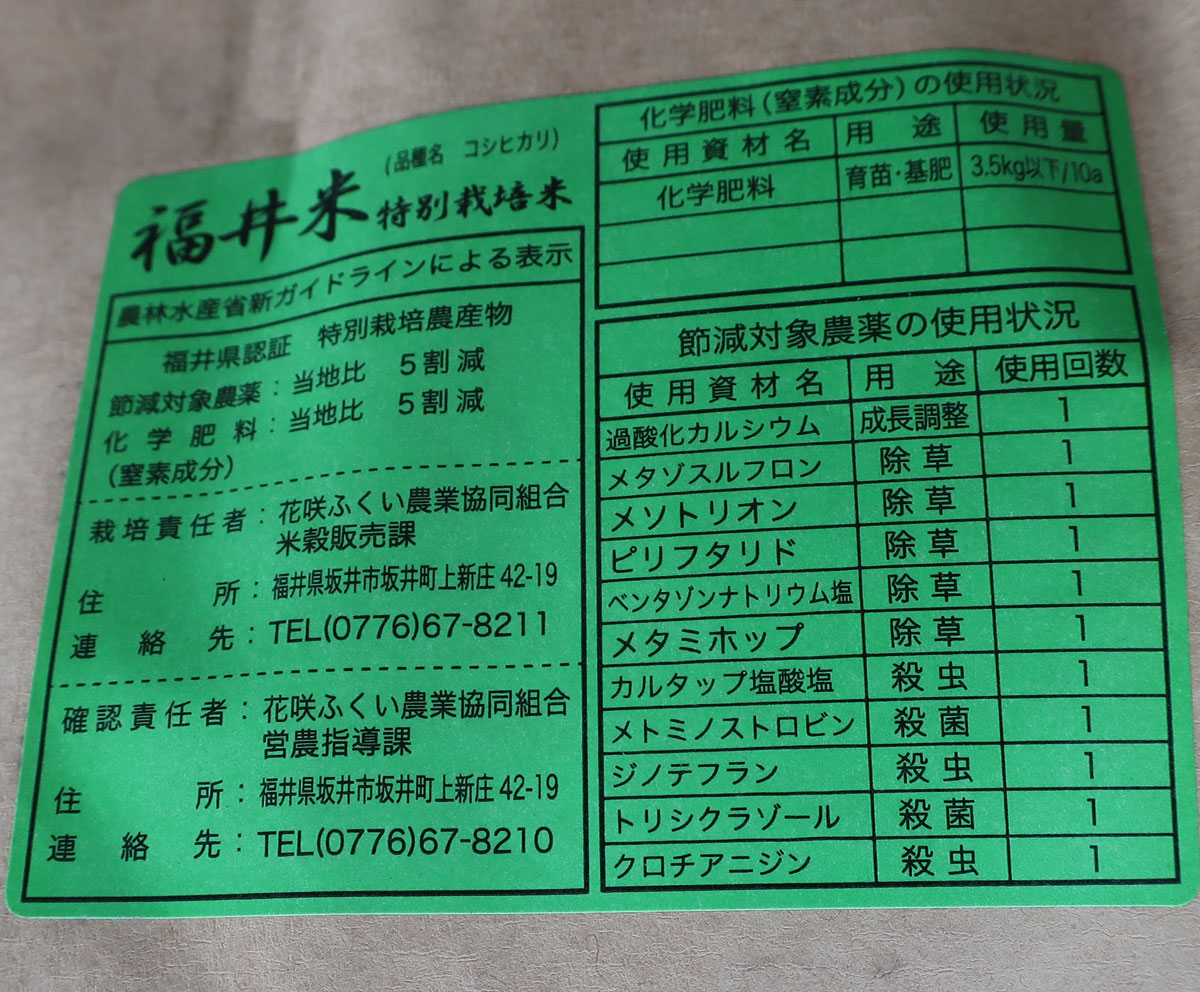 (品種名 コシヒカリ)
福井米 特別栽培米
農林水産省新ガイドラインによる表示
福井県認証 特別栽培農産物
節減対象農薬：当地比 5割減
化学肥料：当地比 5割減
(窒素成分)
栽培責任者：花咲ふくい農業協同組合
米穀販売課
住所：福井県坂井市坂井町上新庄 42-19
連絡先：TEL(0776)67-8211
確認責任者：花咲ふくい農業協同組合
営農指導課
住所：福井県坂井市坂井町上新庄 42-19
連絡先：TEL(0776)67-8210
化学肥料(窒素成分)の使用状況
使用資材名 用途 使用量
化学肥料 育苗・基肥 3.5kg以下/10a
節減対象農薬の使用状況
使用資材名 用途 使用回数
過酸化カルシウム 成長調整 1
メタゾスルフロン 除草 1
メソトリオン 除草 1
ピリフタリド 除草 1
ベンタゾンナトリウム塩 除草 1
メタミホップ 除草 1
カルタップ塩酸塩 殺虫 1
メトミノストロビン 殺菌 1
ジノテフラン 殺虫 1
トリシクラゾール 殺菌 1
クロチアニジン 殺虫 1